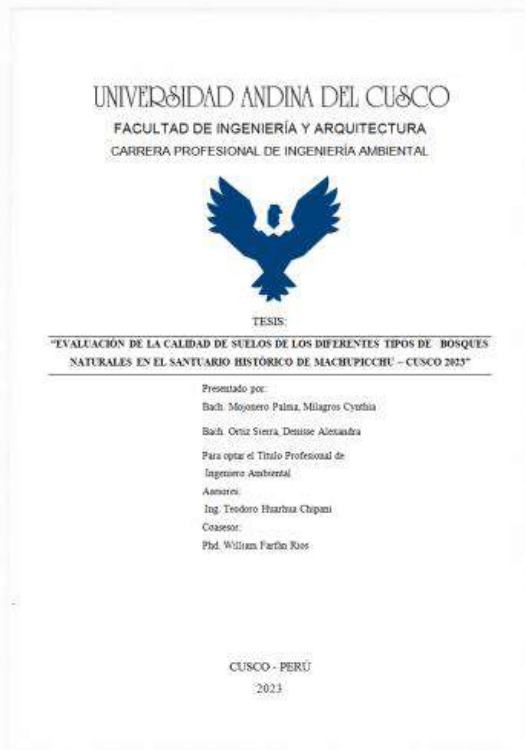 UNIVERSIDAD ANDINA DEL CUSCO
FACULTAD DE INGENIERÍA Y ARQUITECTURA
CARRERA PROFESIONAL DE INGENIERÍA AMBIENTAL
TESIS:
"EVALUACIÓN DE LA CALIDAD DE SUELOS DE LOS DIFERENTES TIPOS DE BOSQUES
NATURALES EN EL SANTUARIO HISTÓRICO DE MACHUPICCHU – CUSCO 2023"
Presentado por:
Bach. Mojonero Palma, Milagros Cynthia
Bach. Ortiz Sierra, Denisse Alexandra
Para optar el Título Profesional de
Ingeniero Ambiental
Asesores:
Ing. Teodoro Huarhua Chipani
Coasesor:
Phd. William Farfán Rios
CUSCO - PERÚ
2023